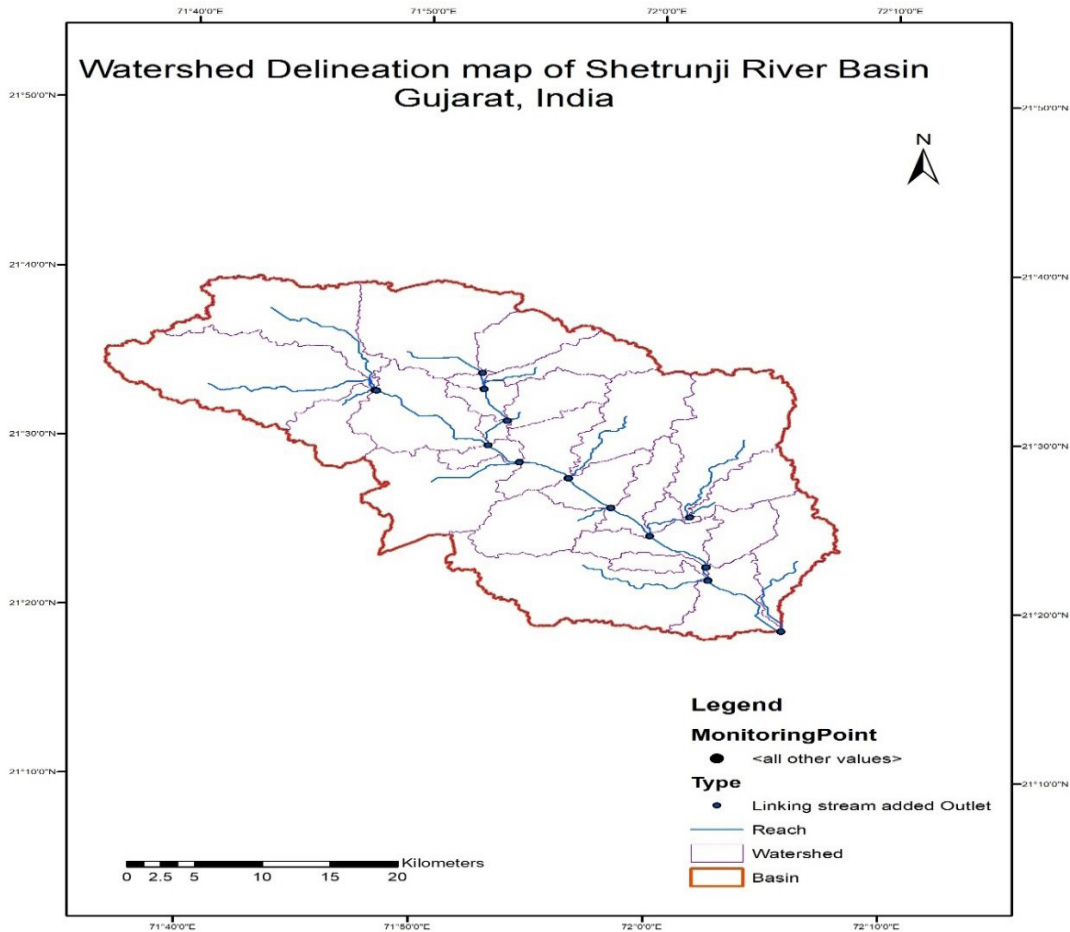 71°40'0"E 71°50'0"E 72°0'0"E 72°10'0"E
Watershed Delineation map of Shetrunji River Basin
Gujarat, India
21°50'0"N 21°50'0"N
N
21°40'0"N 21°40'0"N
21°30'0"N 21°30'0"N
21°20'0"N 21°20'0"N
Legend
MonitoringPoint
<all other values>
21°10'0"N 21°10'0"N
Type
Linking stream added Outlet
Reach
Watershed
Basin
Kilometers
0 2.5 5 10 15 20
71°40'0"E 71°50'0"E 72°0'0"E 72°10'0"E